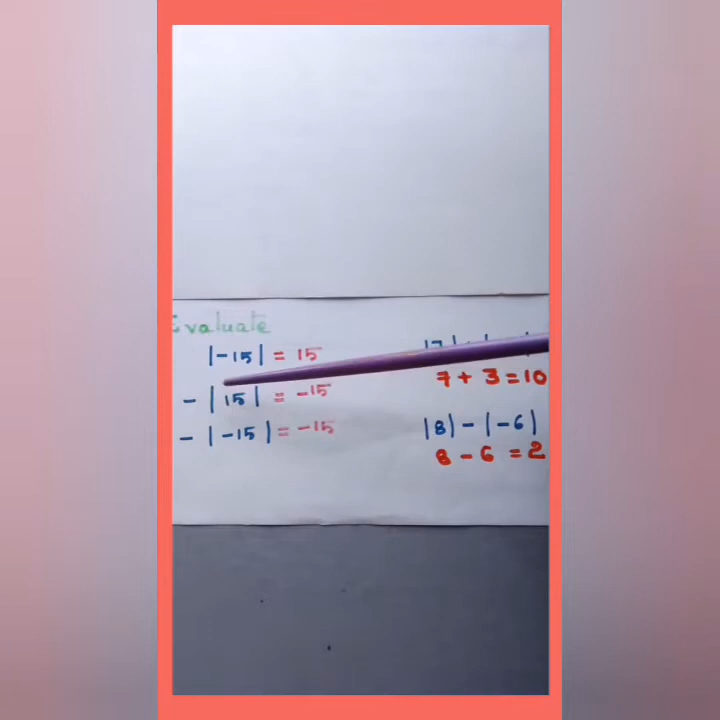 Evaluate
|-15| = 15
- |15| = -15
- |-15| = -15
7 + 3 = 10
|8| - |-6|
8 - 6 = 2